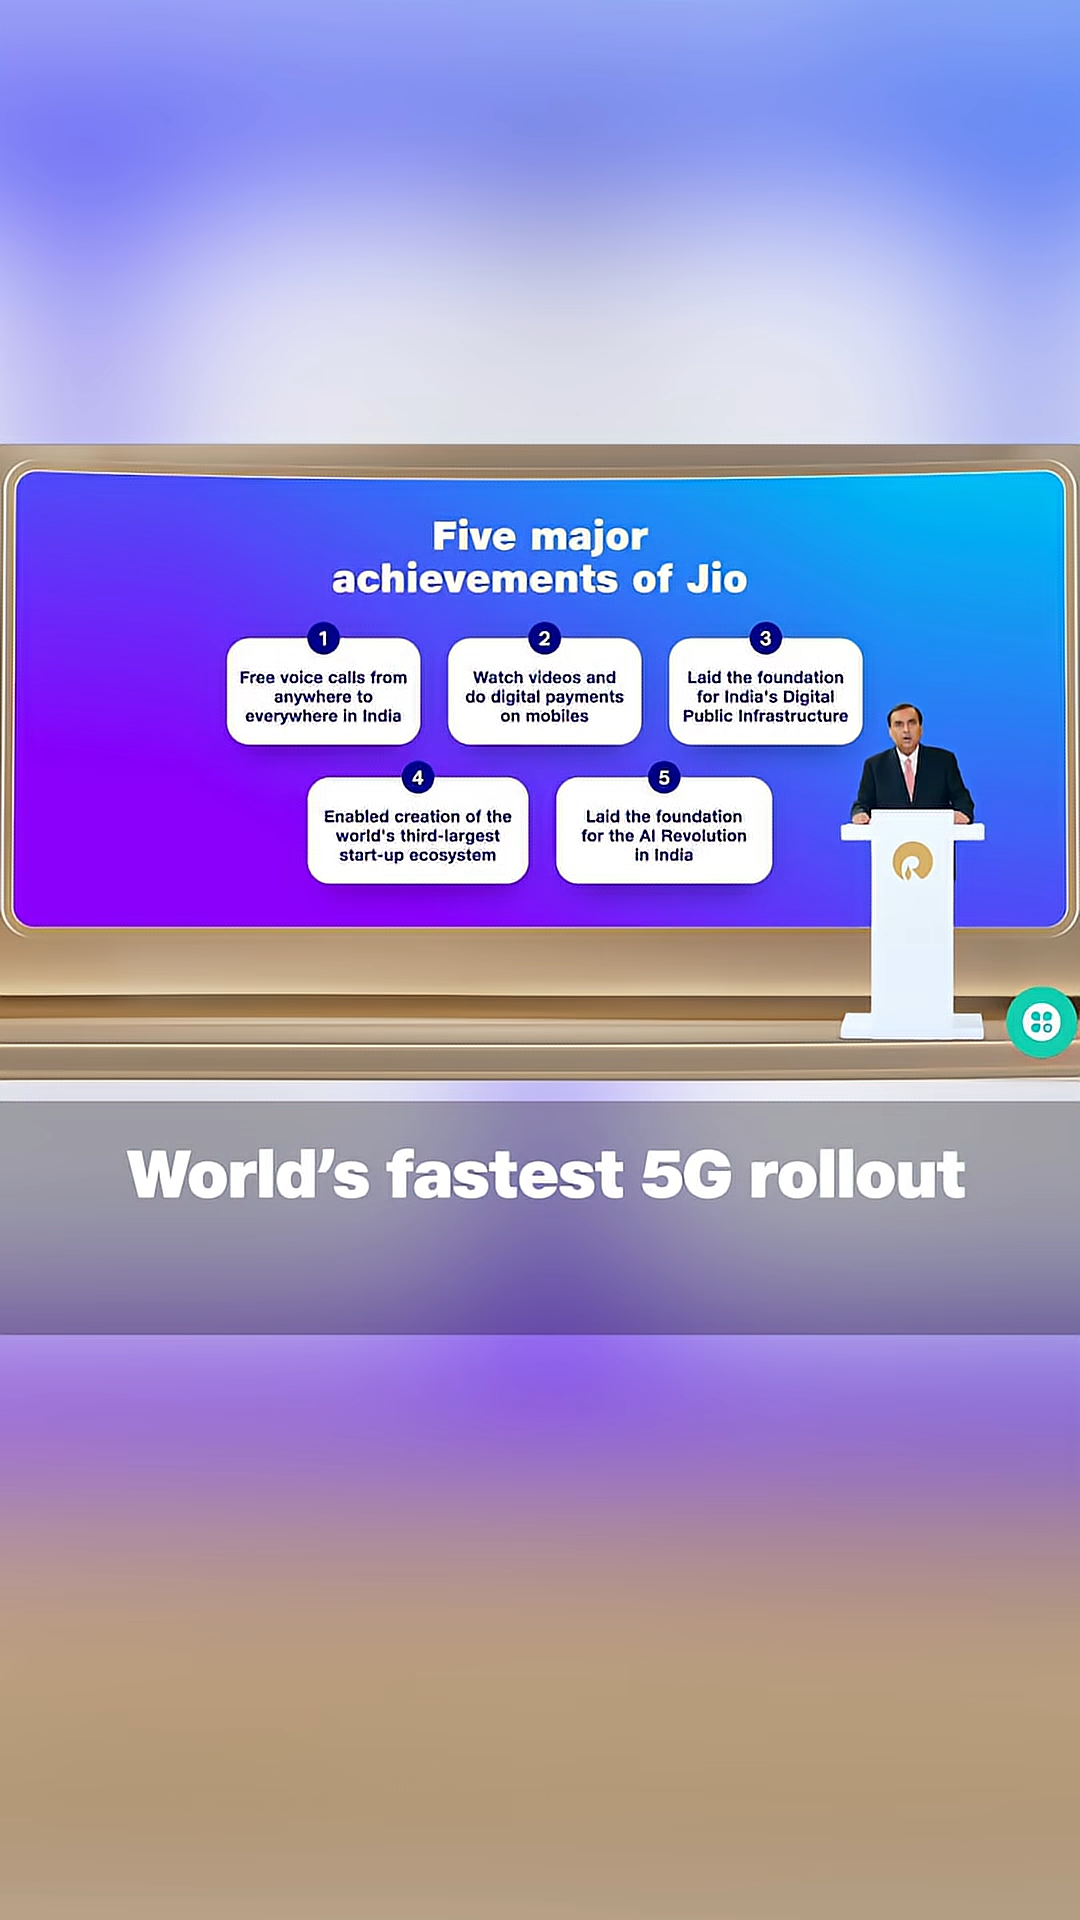 Five major
achievements of Jio
1
Free voice calls from
anywhere to
everywhere in India
2
Watch videos and
do digital payments
on mobiles
3
Laid the foundation
for India's Digital
Public Infrastructure
4
Enabled creation of the
world's third-largest
start-up ecosystem
5
Laid the foundation
for the AI Revolution
in India
World's fastest 5G rollout